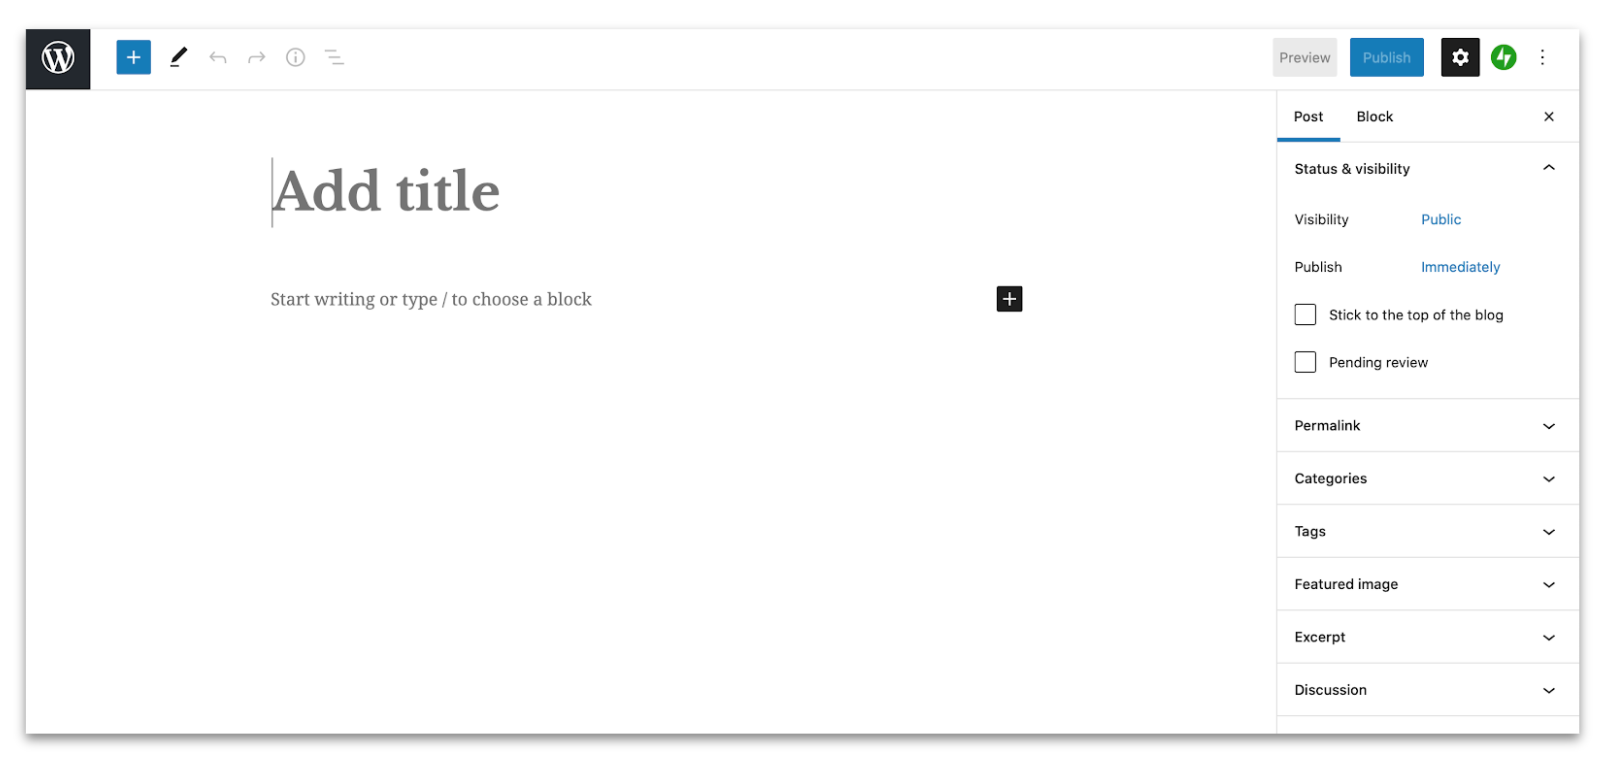 Preview
Publish
Post
Block
Status & visibility
Visibility
Public
Publish
Immediately
Stick to the top of the blog
Pending review
Permalink
Categories
Tags
Featured image
Excerpt
Discussion
Add title
Start writing or type / to choose a block